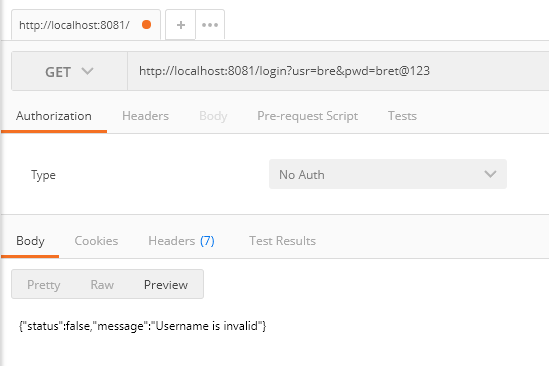 http://localhost:8081/
GET http://localhost:8081/login?usr=bre&pwd=bret@123
Authorization Headers Body Pre-request Script Tests
Type No Auth
Body Cookies Headers (7) Test Results
Pretty Raw Preview
{"status":false,"message":"Username is invalid"}